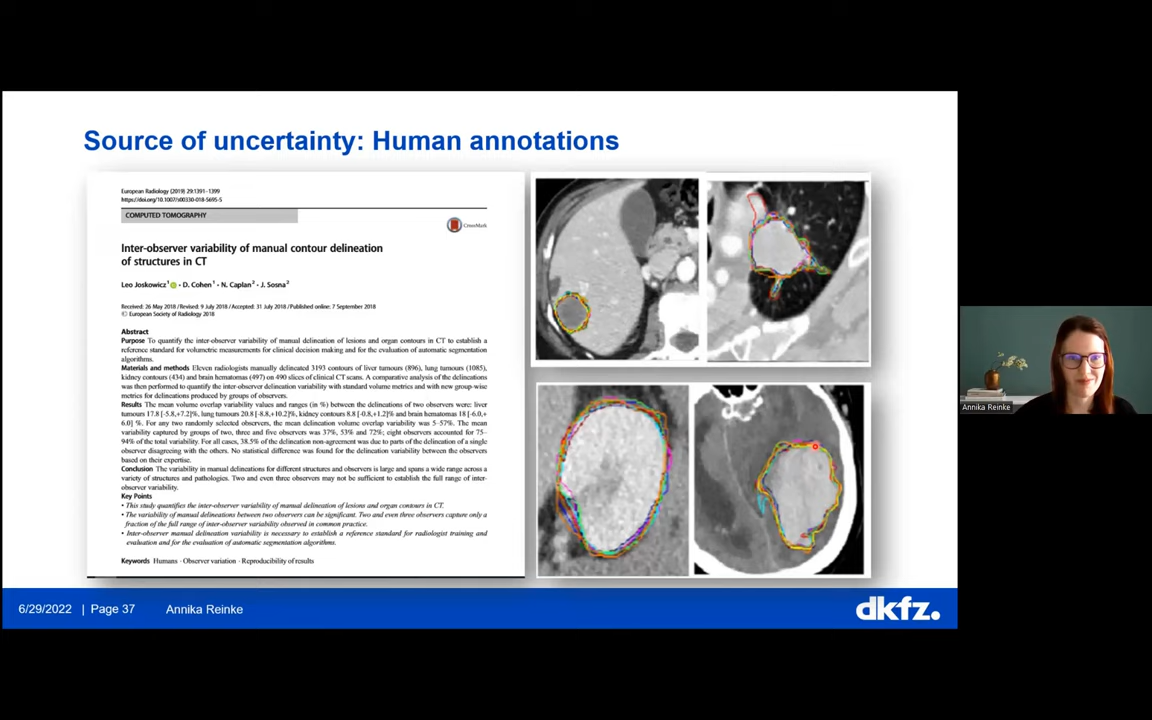 Source of uncertainty: Human annotations
European Radiology (2019) 29:1391–1399
https://doi.org/10.1007/s00330-018-5695-5
COMPUTED TOMOGRAPHY
CrossMark
Inter-observer variability of manual contour delineation
of structures in CT
Leo Joskowicz1 · D. Cohen1 · N. Caplan2 · J. Sosna2
Received: 26 May 2018 / Revised: 9 July 2018 / Accepted: 31 July 2018 / Published online: 7 September 2018
© European Society of Radiology 2018
Abstract
Purpose To quantify the inter-observer variability of manual delineation of lesions and organ contours in CT to establish a
reference standard for volumetric measurements for clinical decision making and for the evaluation of automatic segmentation
algorithms.
Materials and methods Eleven radiologists manually delineated 3193 contours of liver tumours (896), lung tumours (1085),
kidney contours (434) and brain hematomas (497) on 490 slices of clinical CT scans. A comparative analysis of the delineations
was then performed to quantify the inter-observer delineation variability with standard volume metrics and with new group-wise
metrics for delineations produced by groups of observers.
Results The mean volume overlap variability values and ranges (in %) between the delineations of two observers were: liver
tumours 17.8 [-5.8,+7.2]%, lung tumours 20.8 [-8.8,+10.2]%, kidney contours 8.8 [-0.8,+1.2]% and brain hematomas 18 [-6.0,+
6.0] %. For any two randomly selected observers, the mean delineation volume overlap variability was 5–57%. The mean
variability captured by groups of two, three and five observers was 37%, 53% and 72%; eight observers accounted for 75–
94% of the total variability. For all cases, 38.5% of the delineation non-agreement was due to parts of the delineation of a single
observer disagreeing with the others. No statistical difference was found for the delineation variability between the observers
based on their expertise.
Conclusion The variability in manual delineations for different structures and observers is large and spans a wide range across a
variety of structures and pathologies. Two and even three observers may not be sufficient to establish the full range of inter-
observer variability.
Key Points
• This study quantifies the inter-observer variability of manual delineation of lesions and organ contours in CT.
• The variability of manual delineations between two observers can be significant. Two and even three observers capture only a
fraction of the full range of inter-observer variability observed in common practice.
• Inter-observer manual delineation variability is necessary to establish a reference standard for radiologist training and
evaluation and for the evaluation of automatic segmentation algorithms.
Keywords Humans · Observer variation · Reproducibility of results
Annika Reinke
6/29/2022 | Page 37 Annika Reinke
dkfz.